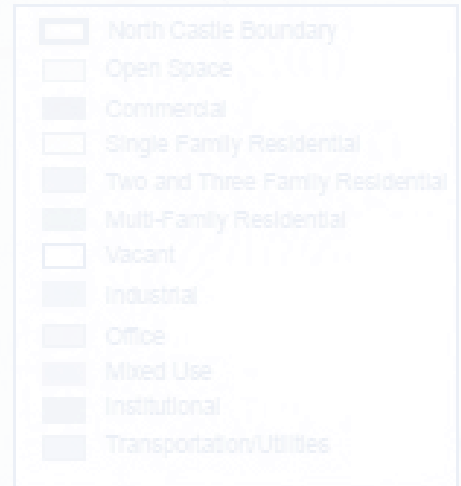 North Castle Boundary
Open Space
Commercial
Single Family Residential
Two and Three Family Residential
Multi-Family Residential
Vacant
Industrial
Office
Mixed Use
Institutional
Transportation/Utilities